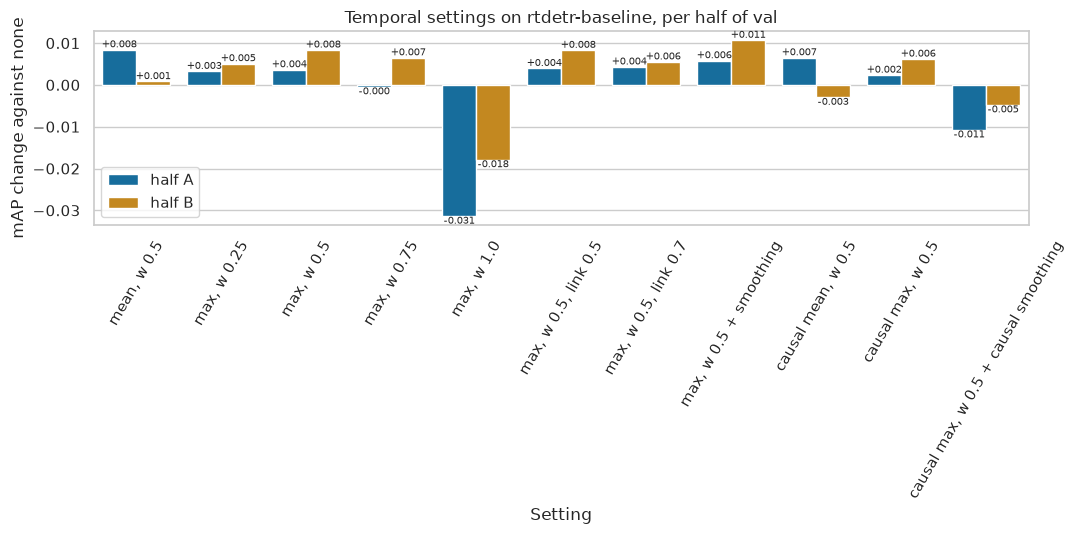 Temporal settings on rtdetr-baseline, per half of val
mAP change against none
0.01
0.00
−0.01
−0.02
−0.03
+0.008
+0.001
+0.003
+0.005
+0.004
+0.008
-0.000
+0.007
-0.031
-0.018
+0.004
+0.008
+0.004
+0.006
+0.006
+0.011
+0.007
-0.003
+0.002
+0.006
-0.011
-0.005
half A
half B
mean, w 0.5
max, w 0.25
max, w 0.5
max, w 0.75
max, w 1.0
max, w 0.5, link 0.5
max, w 0.5, link 0.7
max, w 0.5 + smoothing
causal mean, w 0.5
causal max, w 0.5
causal max, w 0.5 + causal smoothing
Setting